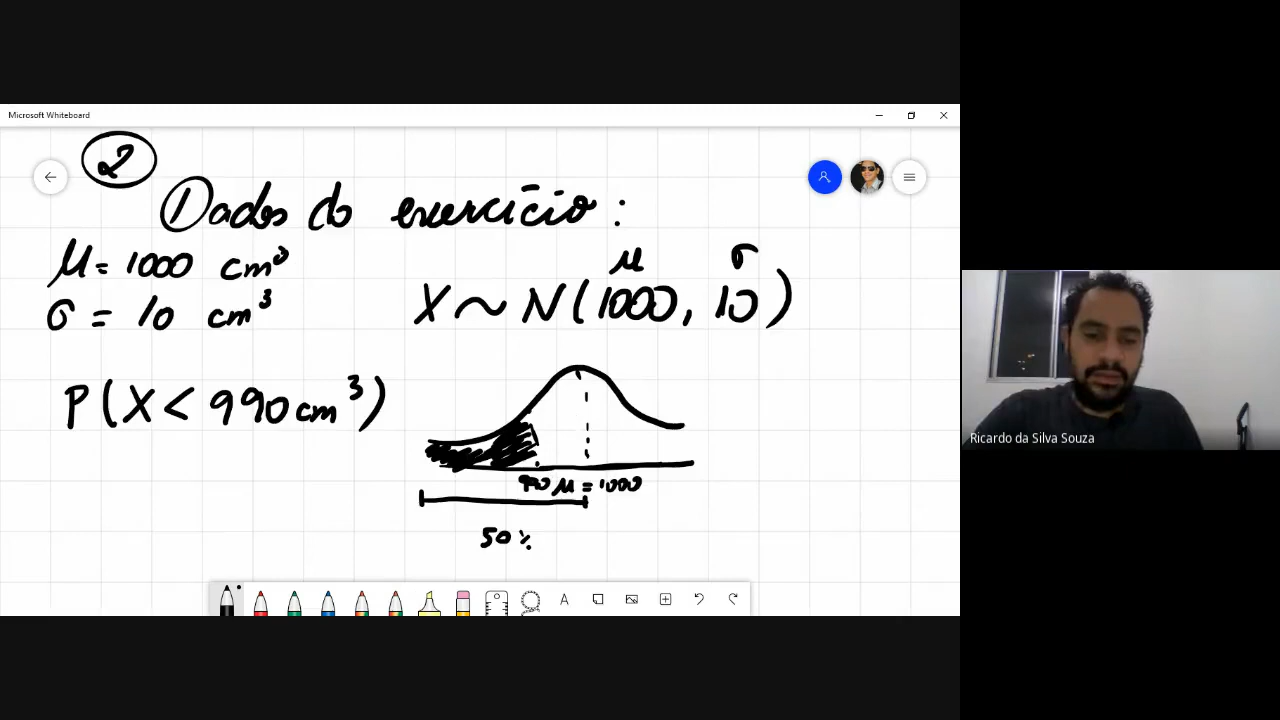 Microsoft Whiteboard
2
Dados do exercício :
μ = 1000 cm³
σ = 10 cm³
μ σ
X ~ N(1000, 10)
P(X < 990 cm³)
990 μ = 1000
50 %
A
Ricardo da Silva Souza